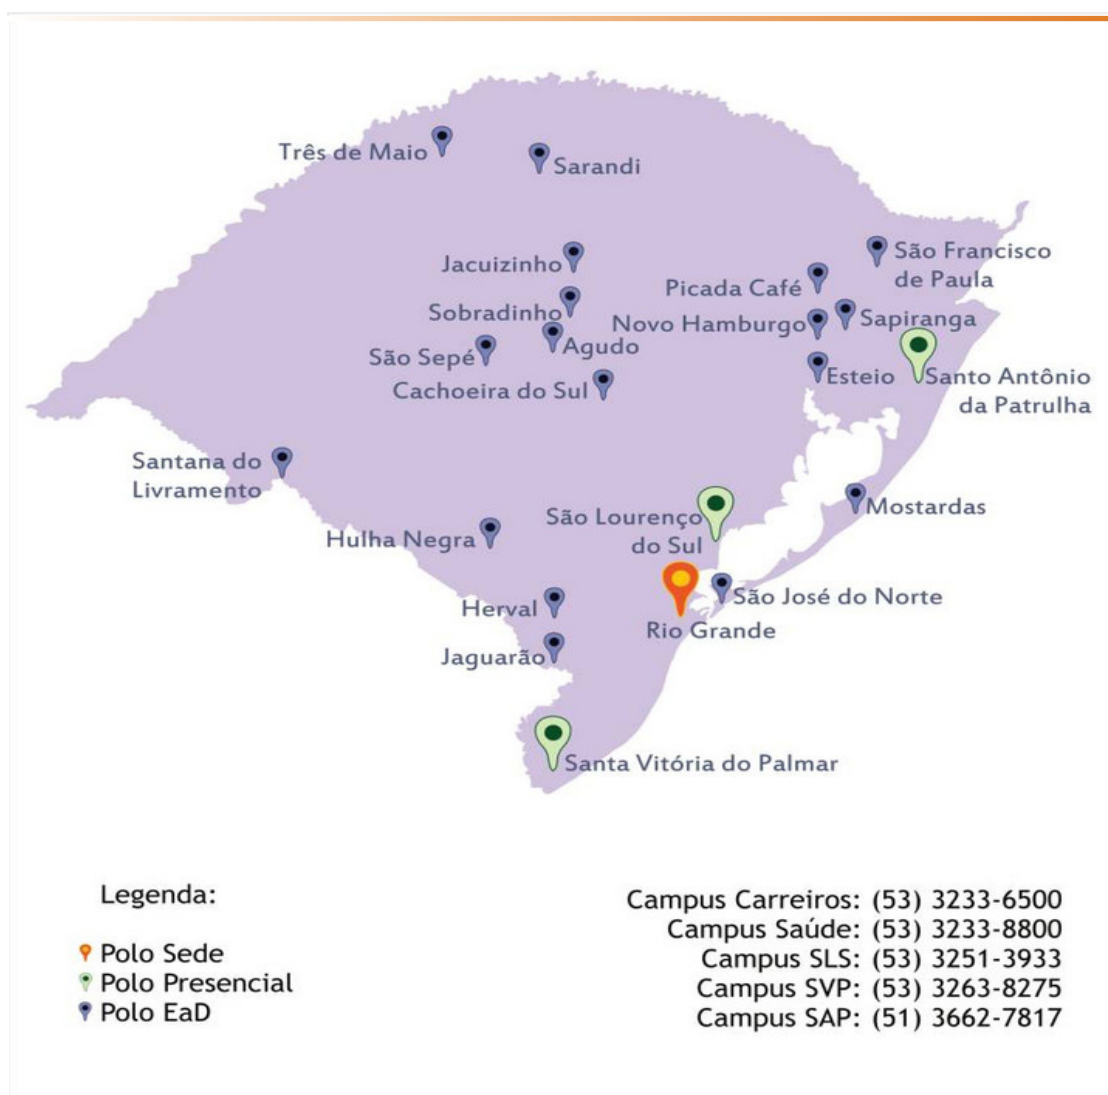 Três de Maio
Sarandi
Jacuizinho
São Francisco
de Paula
Picada Café
Sobradinho
Novo Hamburgo
Sapiranga
Agudo
São Sepé
Cachoeira do Sul
Esteio
Santo Antônio
da Patrulha
Santana do
Livramento
Mostardas
São Lourenço
do Sul
Hulha Negra
Herval
São José do Norte
Rio Grande
Jaguarão
Santa Vitória do Palmar
Legenda:
Polo Sede
Polo Presencial
Polo EaD
Campus Carreiros: (53) 3233-6500
Campus Saúde: (53) 3233-8800
Campus SLS: (53) 3251-3933
Campus SVP: (53) 3263-8275
Campus SAP: (51) 3662-7817